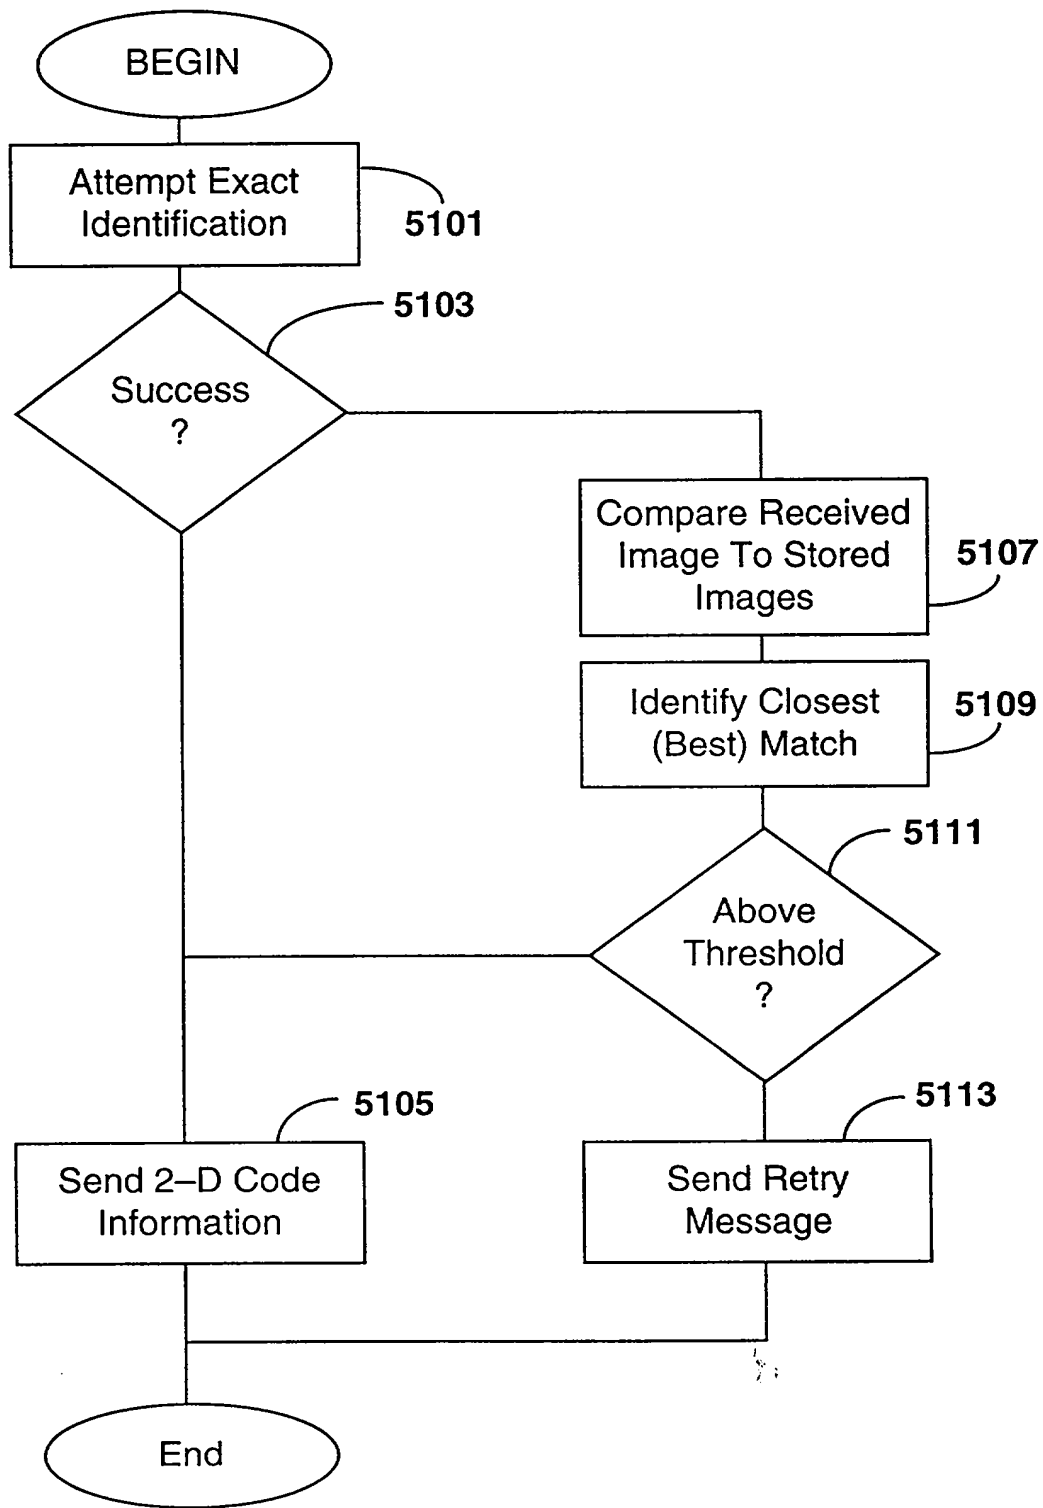 BEGIN
Attempt Exact
Identification
5101
5103
Success
?
Compare Received
Image To Stored
Images
5107
Identify Closest
(Best) Match
5109
5111
Above
Threshold
?
5105
Send 2–D Code
Information
5113
Send Retry
Message
End